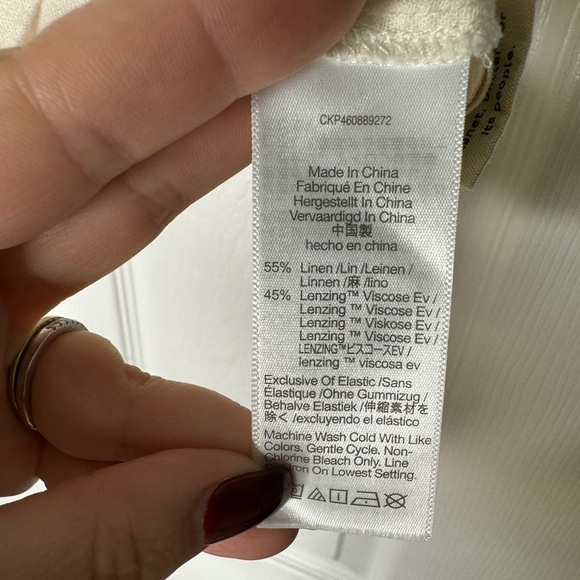 CKP460889272
Made In China
Fabriqué En Chine
Hergestellt In China
Vervaardigd In China
中国製
hecho en china
55% Linen /Lin /Leinen /
Linnen /麻 /lino
45% Lenzing™ Viscose Ev /
Lenzing ™ Viscose Ev /
Lenzing ™ Viskose Ev /
Lenzing ™ Viscose Ev /
LENZING™ビスコースEV /
lenzing ™ viscosa ev
Exclusive Of Elastic /Sans
Élastique /Ohne Gummizug /
Behalve Elastiek /伸縮素材を
除く /excluyendo el elástico
Machine Wash Cold With Like
Colors. Gentle Cycle. Non-
Chlorine Bleach Only. Line
Iron On Lowest Setting.
its people.